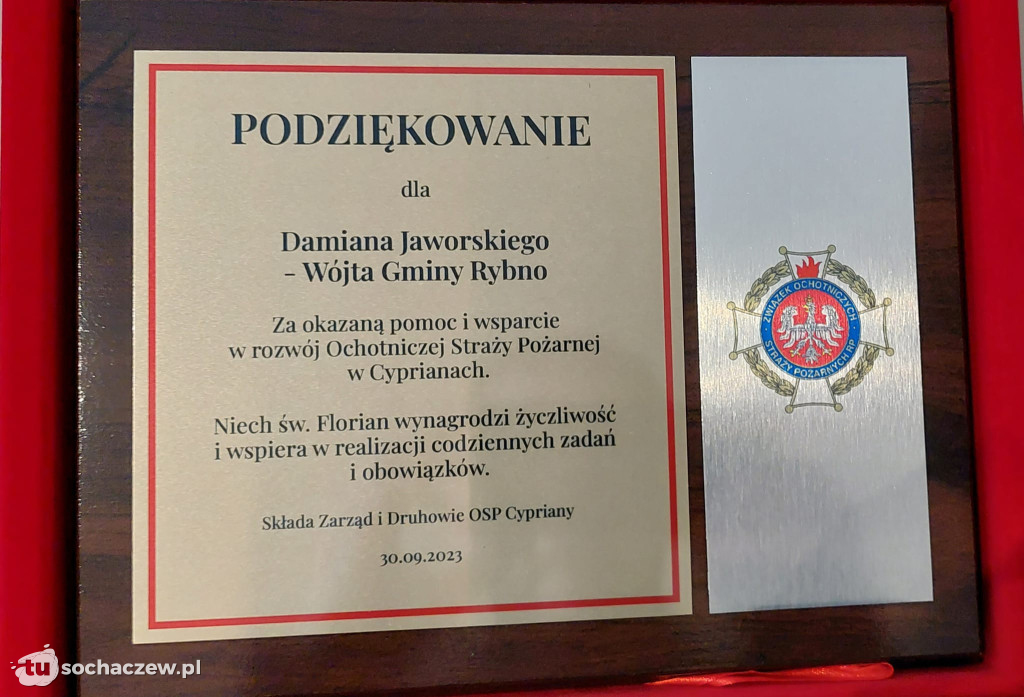 PODZIĘKOWANIE
dla
Damiana Jaworskiego
- Wójta Gminy Rybno
Za okazaną pomoc i wsparcie
w rozwój Ochotniczej Straży Pożarnej
w Cyprianach.
Niech św. Florian wynagrodzi życzliwość
i wspiera w realizacji codziennych zadań
i obowiązków.
Składa Zarząd i Druhowie OSP Cypriany
30.09.2023
ZWIĄZEK OCHOTNICZYCH
STRAŻY POŻARNYCH RP
tu sochaczew.pl